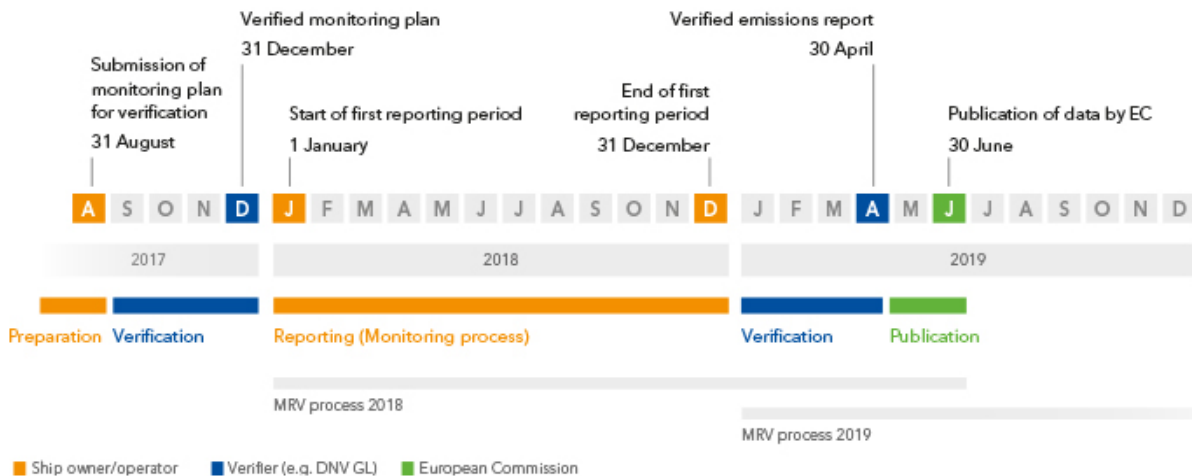 Verified monitoring plan
31 December
Verified emissions report
30 April
Submission of
monitoring plan
for verification
31 August
Start of first reporting period
1 January
End of first
reporting period
31 December
Publication of data by EC
30 June
A S O N D J F M A M J J A S O N D J F M A M J J A S O N D
2017 2018 2019
Preparation Verification Reporting (Monitoring process) Verification Publication
MRV process 2018
MRV process 2019
Ship owner/operator Verifier (e.g. DNV GL) European Commission